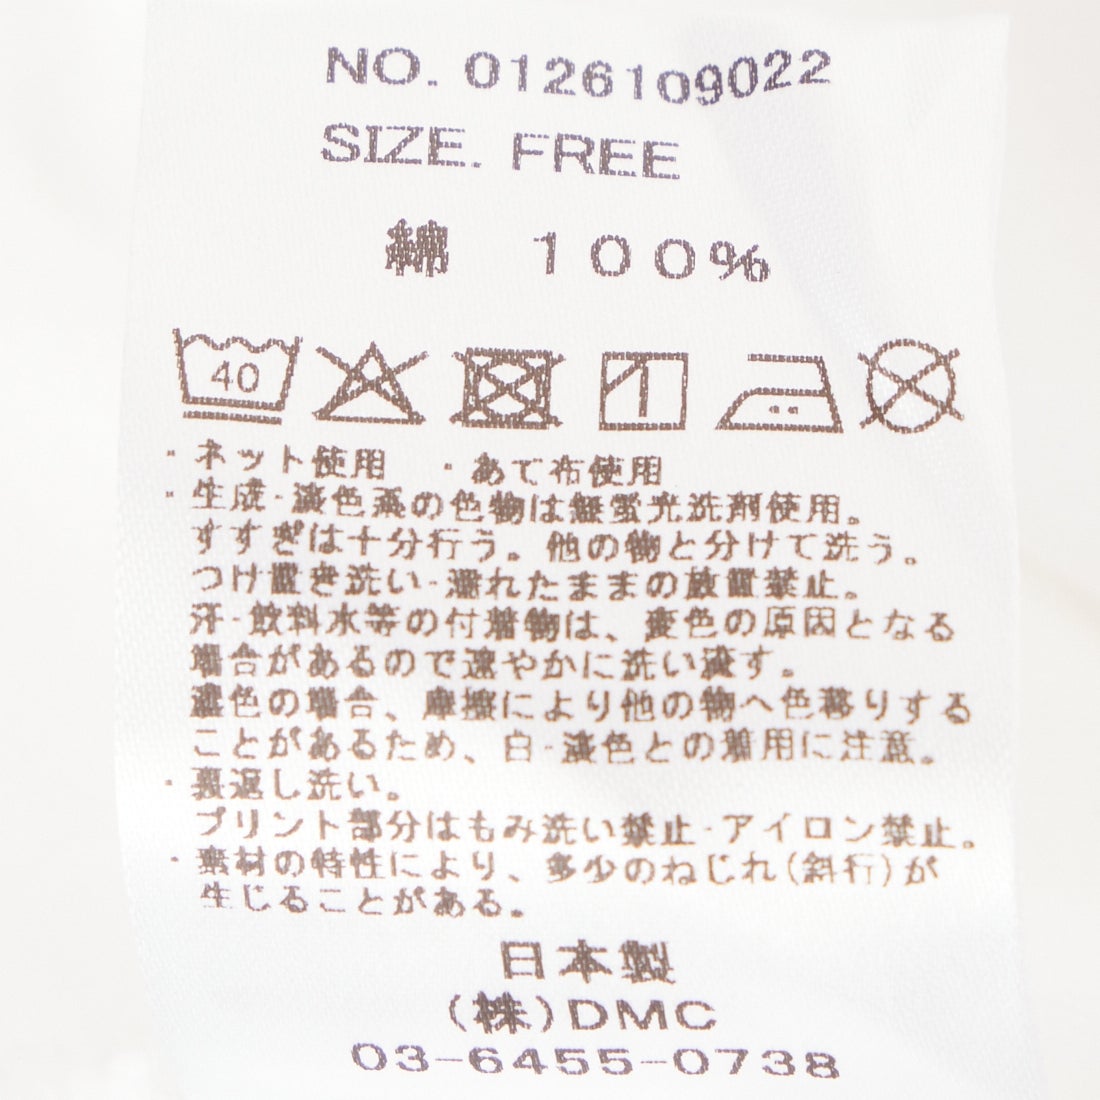 NO. 0126109022
SIZE. FREE
綿 100%
40
・ネット使用 ・あて布使用
・生成・淡色系の色物は無蛍光洗剤使用。
すすぎは十分行う。他の物と分けて洗う。
つけ置き洗い・濡れたままの放置禁止。
汗・飲料水等の付着物は、変色の原因となる
場合があるので速やかに洗い流す。
濃色の場合、摩擦により他の物へ色移りする
ことがあるため、白・淡色との着用に注意。
・裏返し洗い。
プリント部分はもみ洗い禁止・アイロン禁止。
・素材の特性により、多少のねじれ(斜行)が
生じることがある。
日本製
(株)DMC
03-6455-0738